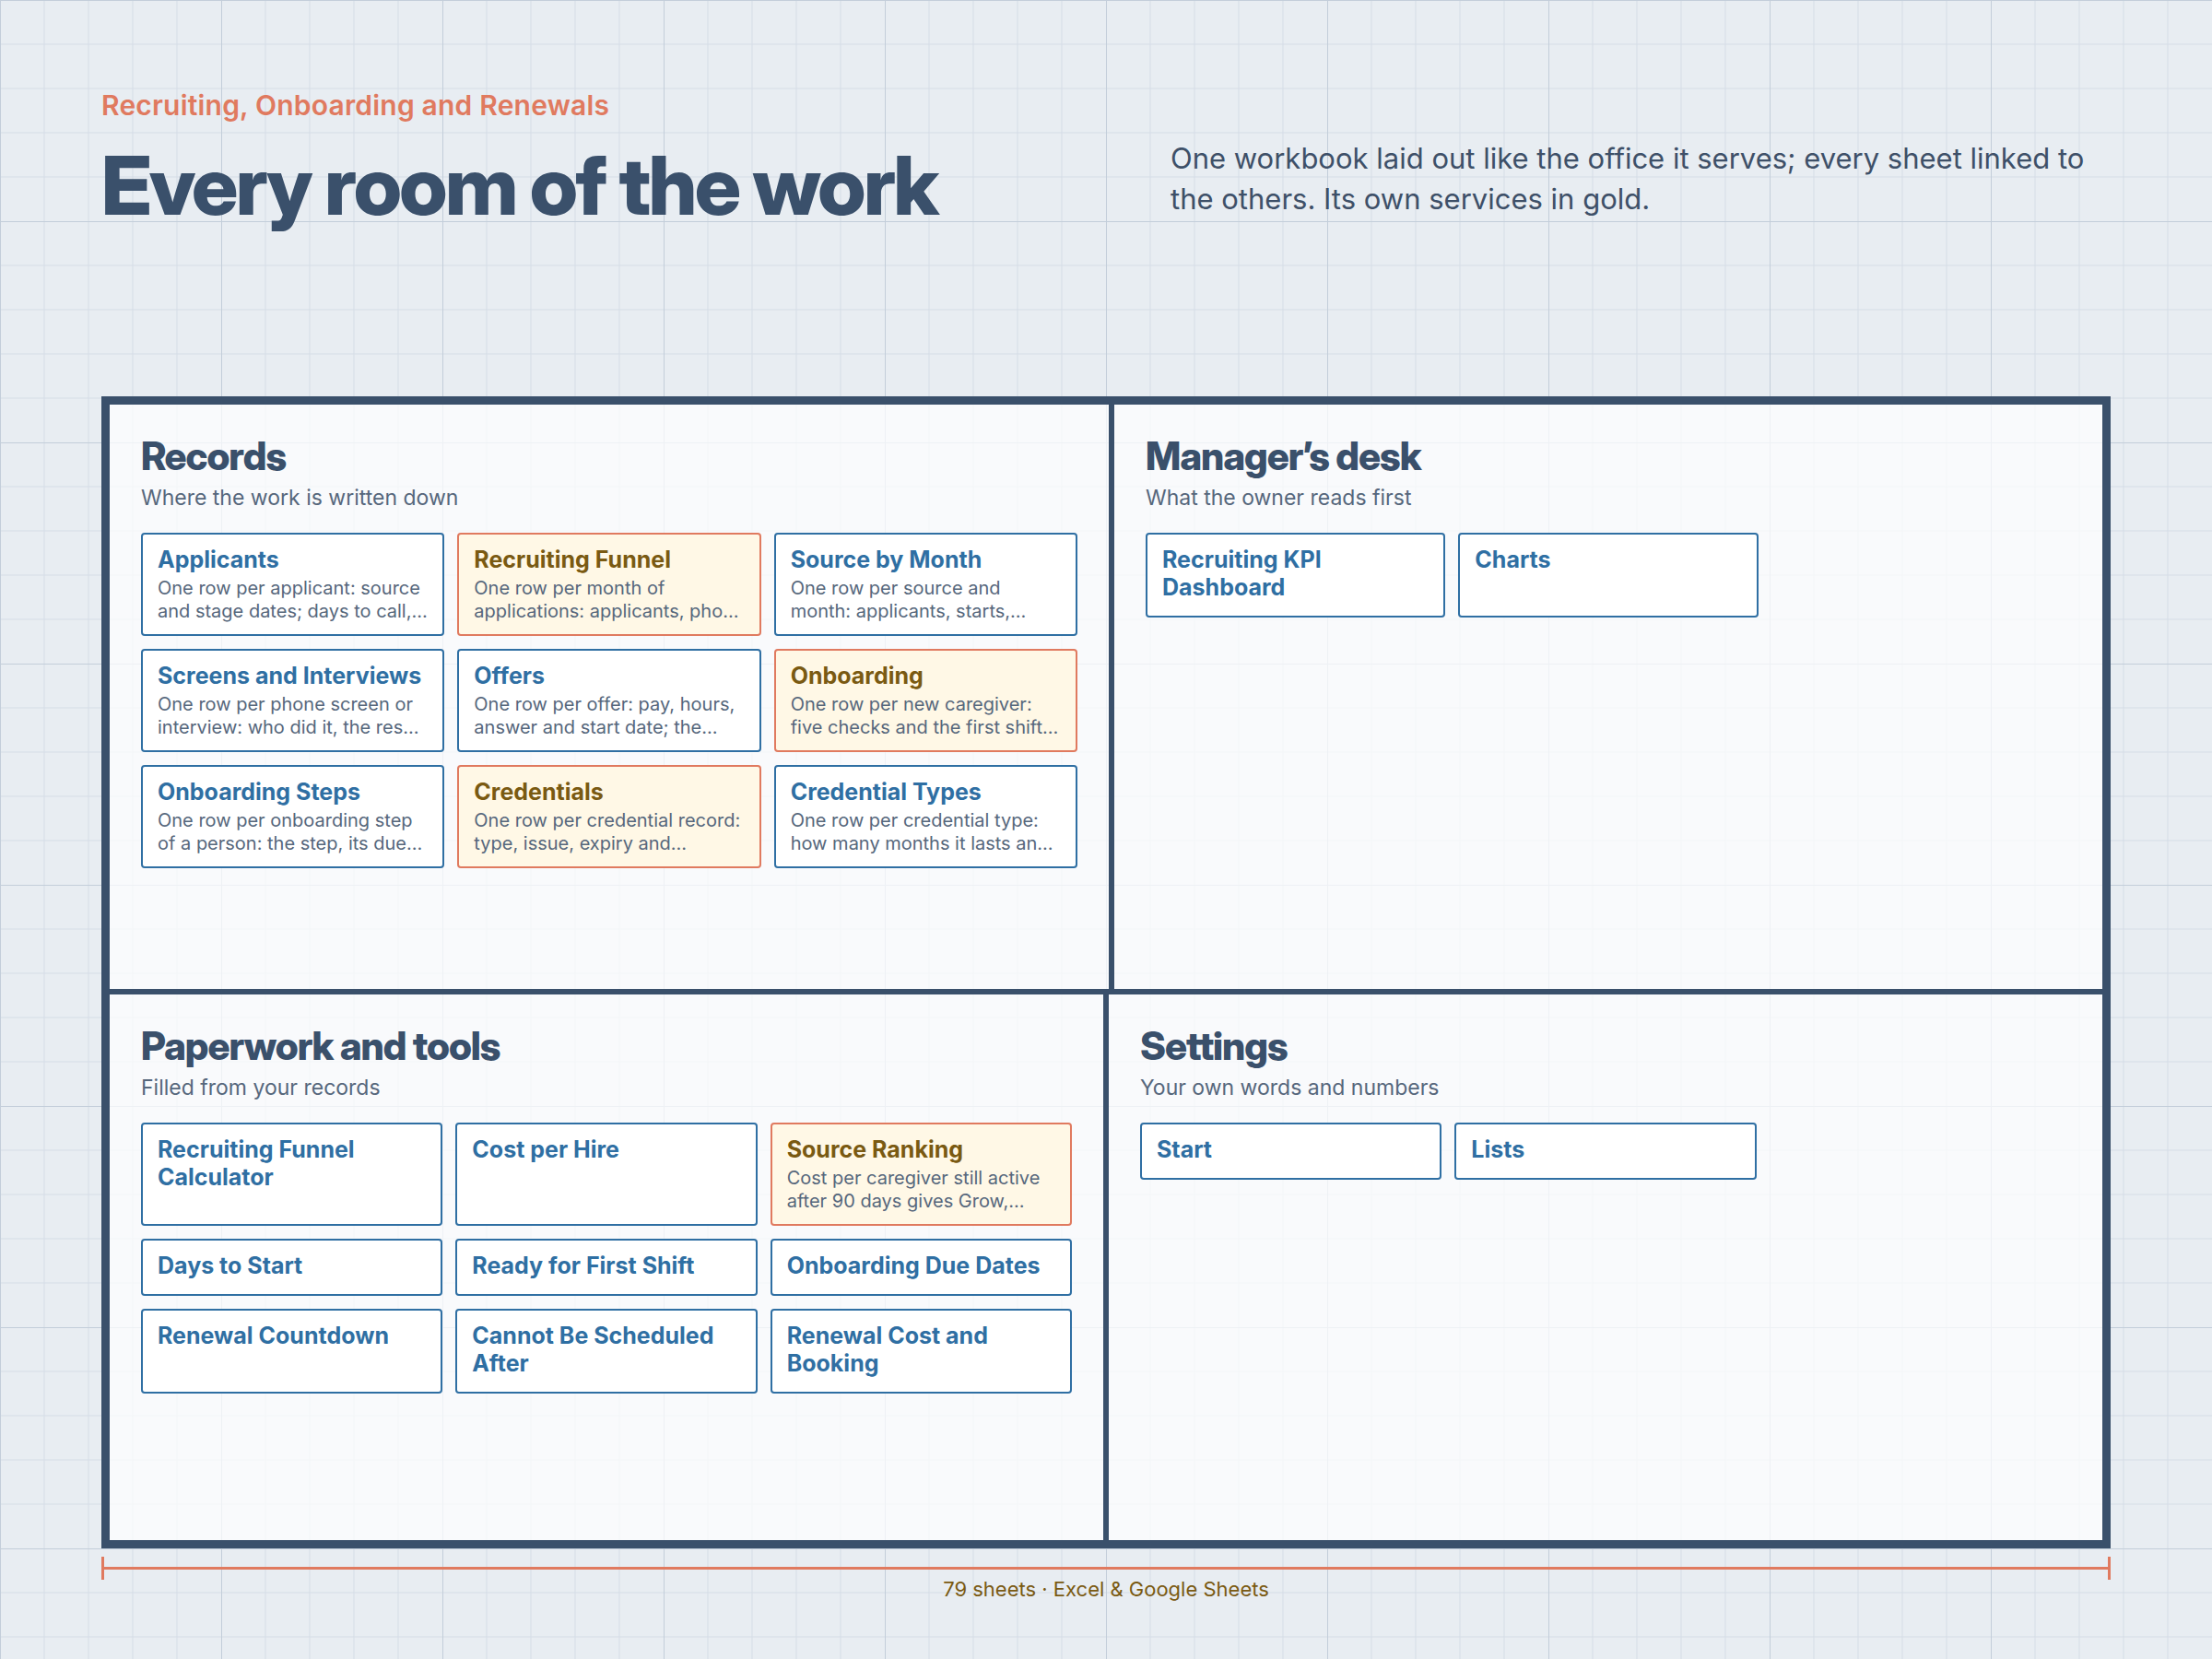 Recruiting, Onboarding and Renewals
Every room of the work
One workbook laid out like the office it serves; every sheet linked to
the others. Its own services in gold.
Records
Where the work is written down
Applicants
One row per applicant: source
and stage dates; days to call,...
Recruiting Funnel
One row per month of
applications: applicants, pho...
Source by Month
One row per source and
month: applicants, starts,...
Screens and Interviews
One row per phone screen or
interview: who did it, the res...
Offers
One row per offer: pay, hours,
answer and start date; the...
Onboarding
One row per new caregiver:
five checks and the first shift...
Onboarding Steps
One row per onboarding step
of a person: the step, its due...
Credentials
One row per credential record:
type, issue, expiry and...
Credential Types
One row per credential type:
how many months it lasts an...
Manager’s desk
What the owner reads first
Recruiting KPI
Dashboard
Charts
Paperwork and tools
Filled from your records
Recruiting Funnel
Calculator
Cost per Hire
Source Ranking
Cost per caregiver still active
after 90 days gives Grow,...
Days to Start
Ready for First Shift
Onboarding Due Dates
Renewal Countdown
Cannot Be Scheduled
After
Renewal Cost and
Booking
Settings
Your own words and numbers
Start
Lists
79 sheets · Excel & Google Sheets